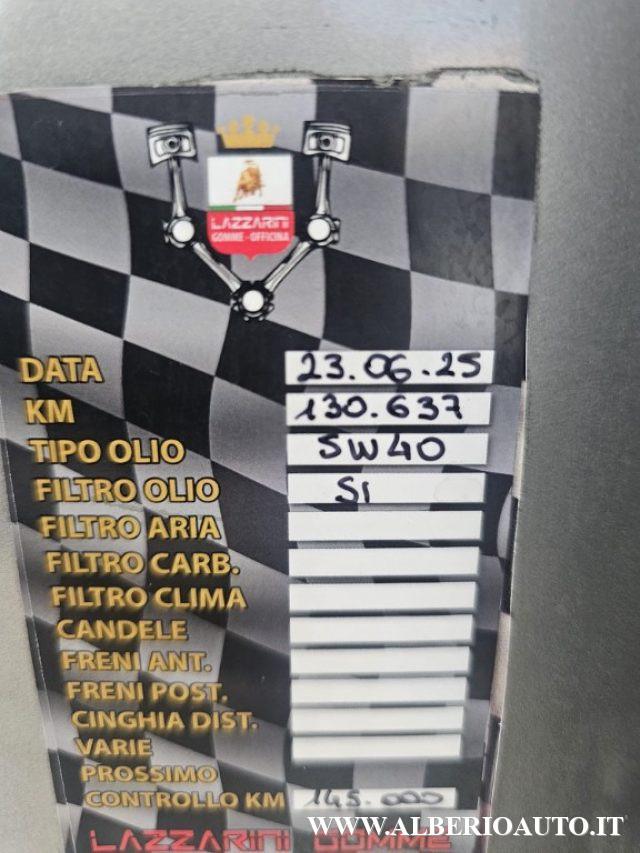 LAZZARINI
GOMME - OFFICINA
DATA 23.06.25
KM 130.637
TIPO OLIO 5W40
FILTRO OLIO SI
FILTRO ARIA
FILTRO CARB.
FILTRO CLIMA
CANDELE
FRENI ANT.
FRENI POST.
CINGHIA DIST.
VARIE
PROSSIMO
CONTROLLO KM 145.000
LAZZARINI GOMME
WWW.ALBERIOAUTO.IT